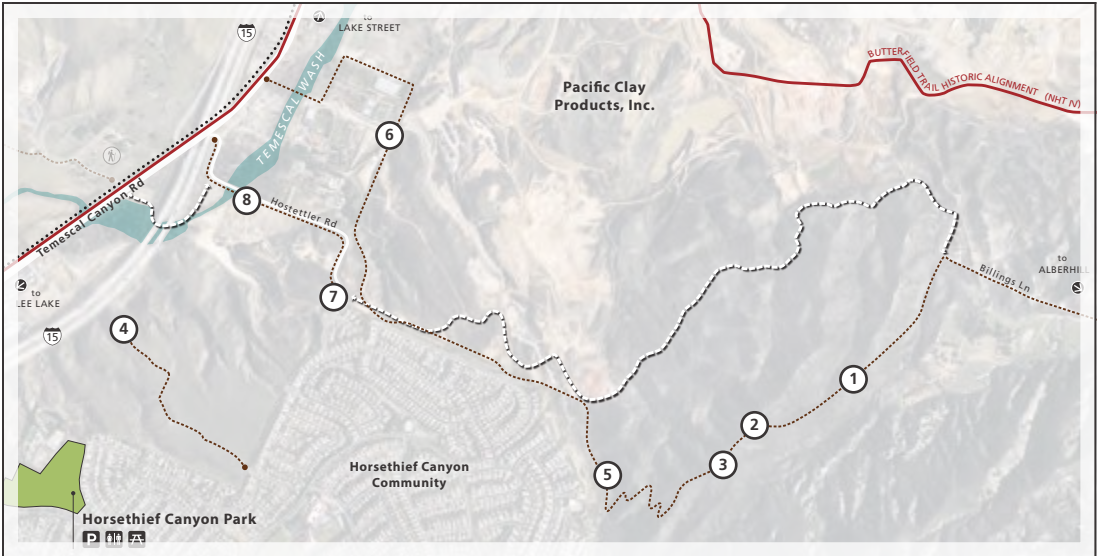 15
to
LAKE STREET
TEMESCAL WASH
Pacific Clay
Products, Inc.
BUTTERFIELD TRAIL HISTORIC ALIGNMENT (NHT IV)
6
8
Hostettler Rd
Temescal Canyon Rd
to
LEE LAKE
15
7
4
Billings Ln
to
ALBERHILL
1
2
3
5
Horsethief Canyon
Community
Horsethief Canyon Park
P